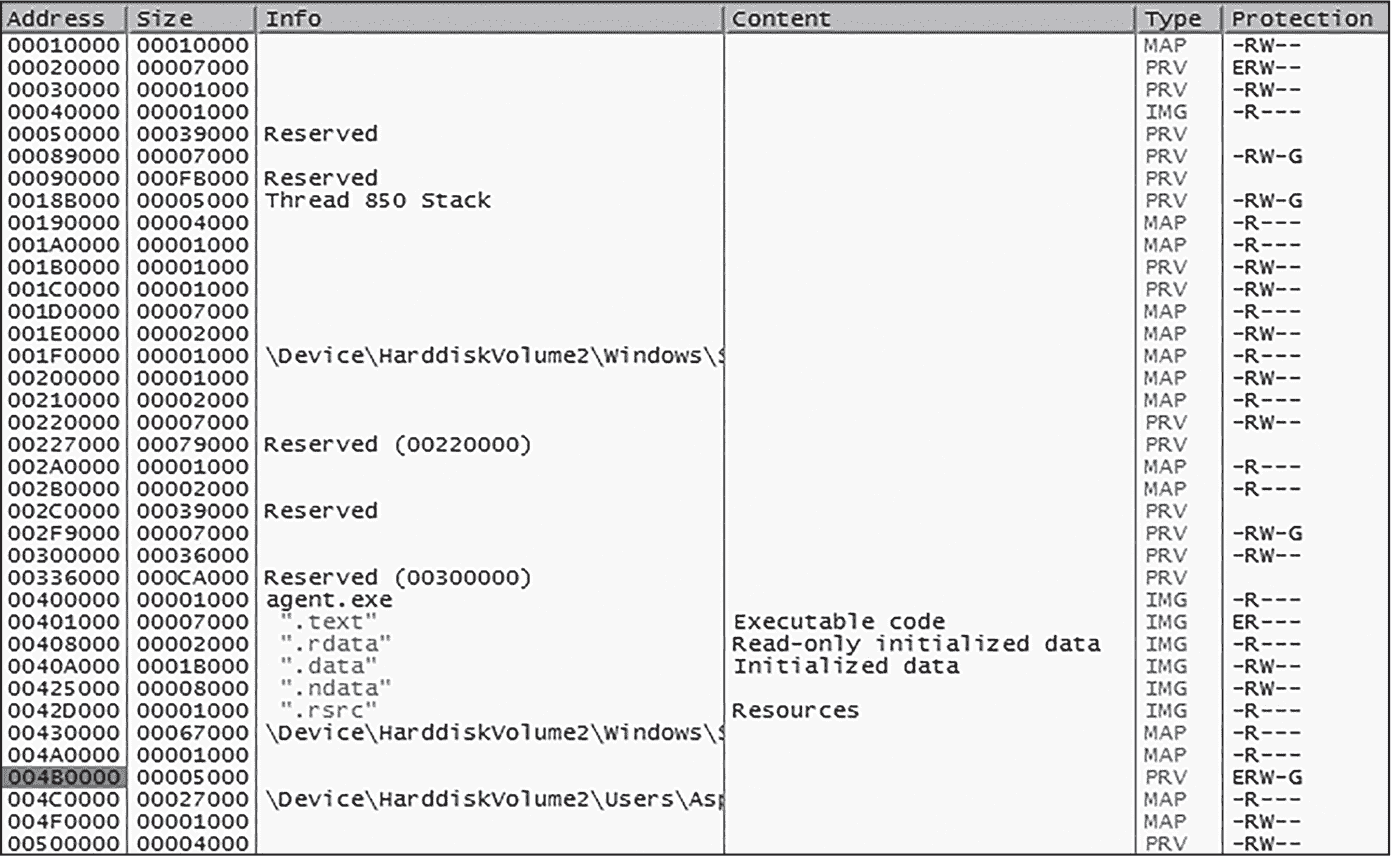 Address Size Info Content Type Protection
00010000 00010000 MAP -RW--
00020000 00007000 PRV ERW--
00030000 00001000 PRV -RW--
00040000 00001000 IMG -R---
00050000 00039000 Reserved PRV
00089000 00007000 PRV -RW-G
00090000 000FB000 Reserved PRV
0018B000 00005000 Thread 850 Stack PRV -RW-G
00190000 00004000 MAP -R---
001A0000 00001000 MAP -R---
001B0000 00001000 PRV -RW--
001C0000 00001000 PRV -RW--
001D0000 00007000 MAP -R---
001E0000 00002000 MAP -RW--
001F0000 00001000 \Device\HarddiskVolume2\Windows\S MAP -R---
00200000 00001000 MAP -RW--
00210000 00002000 MAP -R---
00220000 00007000 PRV -RW--
00227000 00079000 Reserved (00220000) PRV
002A0000 00001000 MAP -R---
002B0000 00002000 MAP -R---
002C0000 00039000 Reserved PRV
002F9000 00007000 PRV -RW-G
00300000 00036000 PRV -RW--
00336000 000CA000 Reserved (00300000) PRV
00400000 00001000 agent.exe IMG -R---
00401000 00007000 ".text" Executable code IMG ER---
00408000 00002000 ".rdata" Read-only initialized data IMG -R---
0040A000 0001B000 ".data" Initialized data IMG -RW--
00425000 00008000 ".ndata" IMG -RW--
0042D000 00001000 ".rsrc" Resources IMG -R---
00430000 00067000 \Device\HarddiskVolume2\Windows\S MAP -R---
004A0000 00001000 MAP -R---
004B0000 00005000 PRV ERW-G
004C0000 00027000 \Device\HarddiskVolume2\Users\Asp MAP -R---
004F0000 00001000 MAP -RW--
00500000 00004000 PRV -RW--